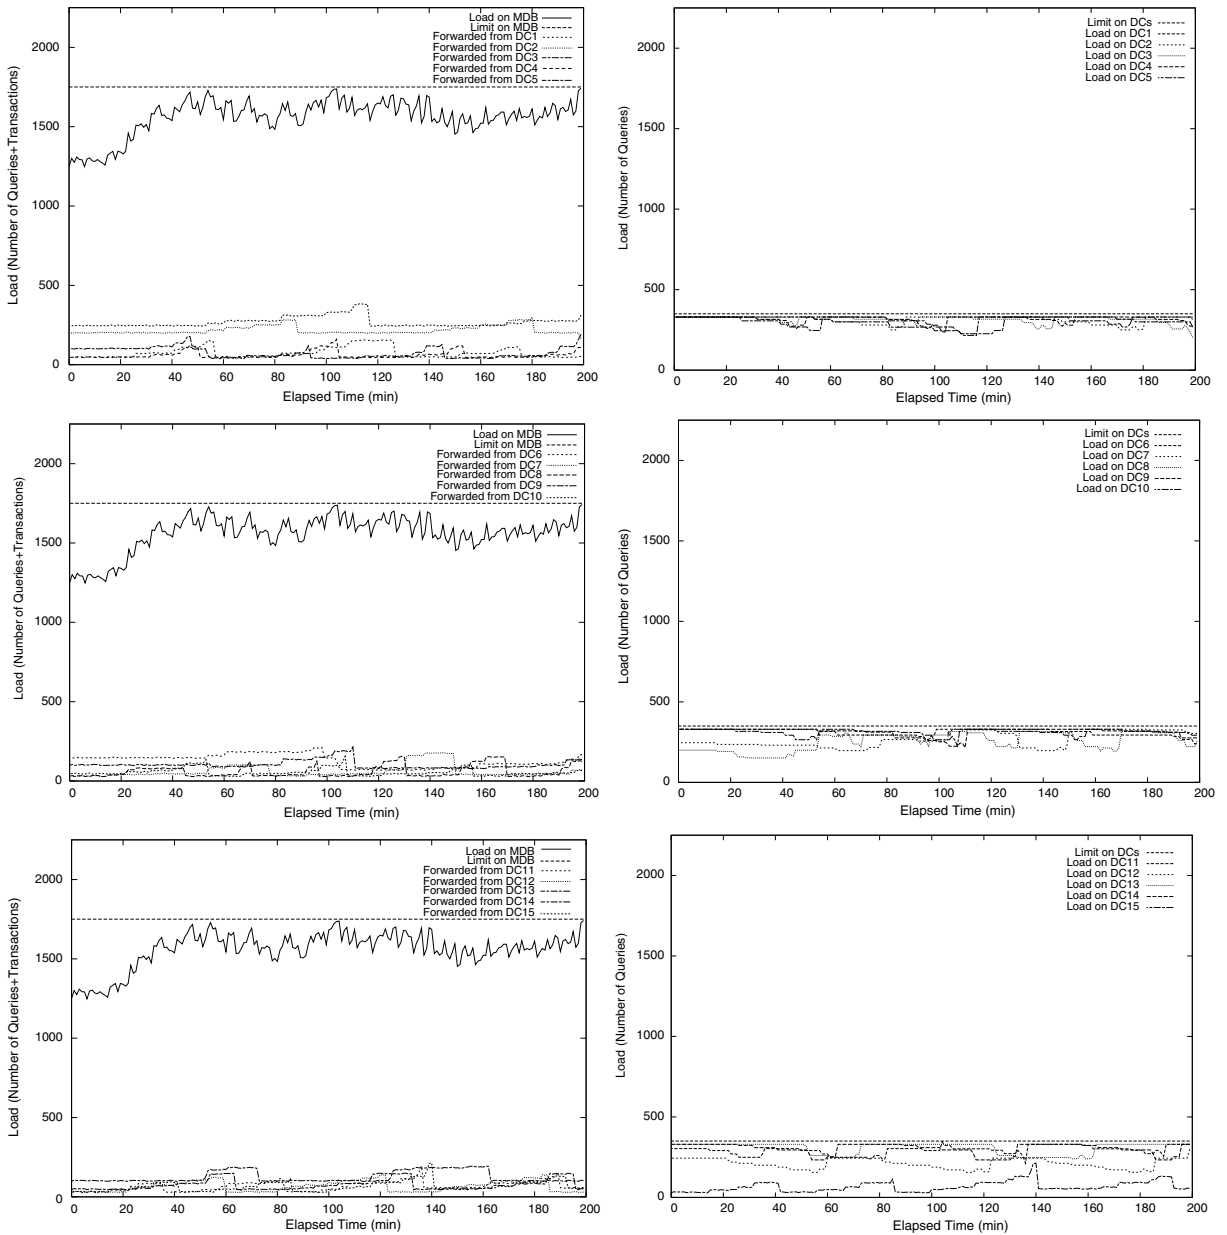 Load on MDB
Limit on MDB
Forwarded from DC1
Forwarded from DC2
Forwarded from DC3
Forwarded from DC4
Forwarded from DC5
2000
1500
1000
500
0
Load (Number of Queries+Transactions)
0 20 40 60 80 100 120 140 160 180 200
Elapsed Time (min)
Limit on DCs
Load on DC1
Load on DC2
Load on DC3
Load on DC4
Load on DC5
2000
1500
1000
500
0
Load (Number of Queries)
0 20 40 60 80 100 120 140 160 180 200
Elapsed Time (min)
Load on MDB
Limit on MDB
Forwarded from DC6
Forwarded from DC7
Forwarded from DC8
Forwarded from DC9
Forwarded from DC10
2000
1500
1000
500
0
Load (Number of Queries+Transactions)
0 20 40 60 80 100 120 140 160 180 200
Elapsed Time (min)
Limit on DCs
Load on DC6
Load on DC7
Load on DC8
Load on DC9
Load on DC10
2000
1500
1000
500
0
Load (Number of Queries)
0 20 40 60 80 100 120 140 160 180 200
Elapsed Time (min)
Load on MDB
Limit on MDB
Forwarded from DC11
Forwarded from DC12
Forwarded from DC13
Forwarded from DC14
Forwarded from DC15
2000
1500
1000
500
0
Load (Number of Queries+Transactions)
0 20 40 60 80 100 120 140 160 180 200
Elapsed Time (min)
Limit on DCs
Load on DC11
Load on DC12
Load on DC13
Load on DC14
Load on DC15
2000
1500
1000
500
0
Load (Number of Queries)
0 20 40 60 80 100 120 140 160 180 200
Elapsed Time (min)